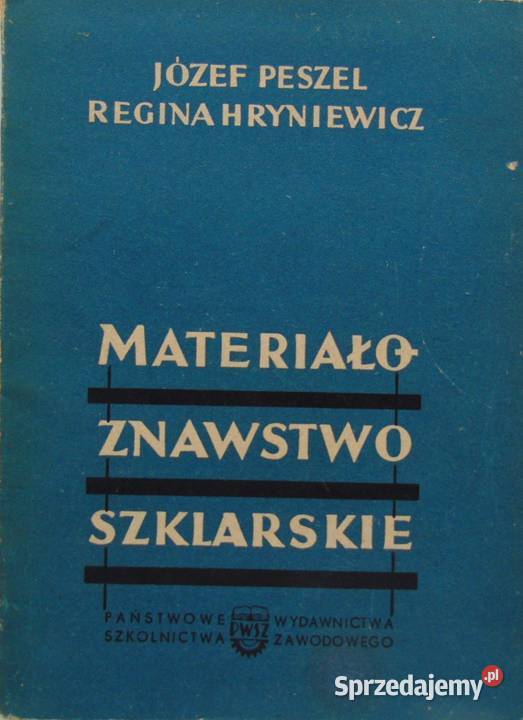 JÓZEF PESZEL
REGINA HRYNIEWICZ
MATERIAŁO-
ZNAWSTWO
SZKLARSKIE
PAŃSTWOWE PWSZ WYDAWNICTWA
SZKOLNICTWA ZAWODOWEGO
Sprzedajemy.pl